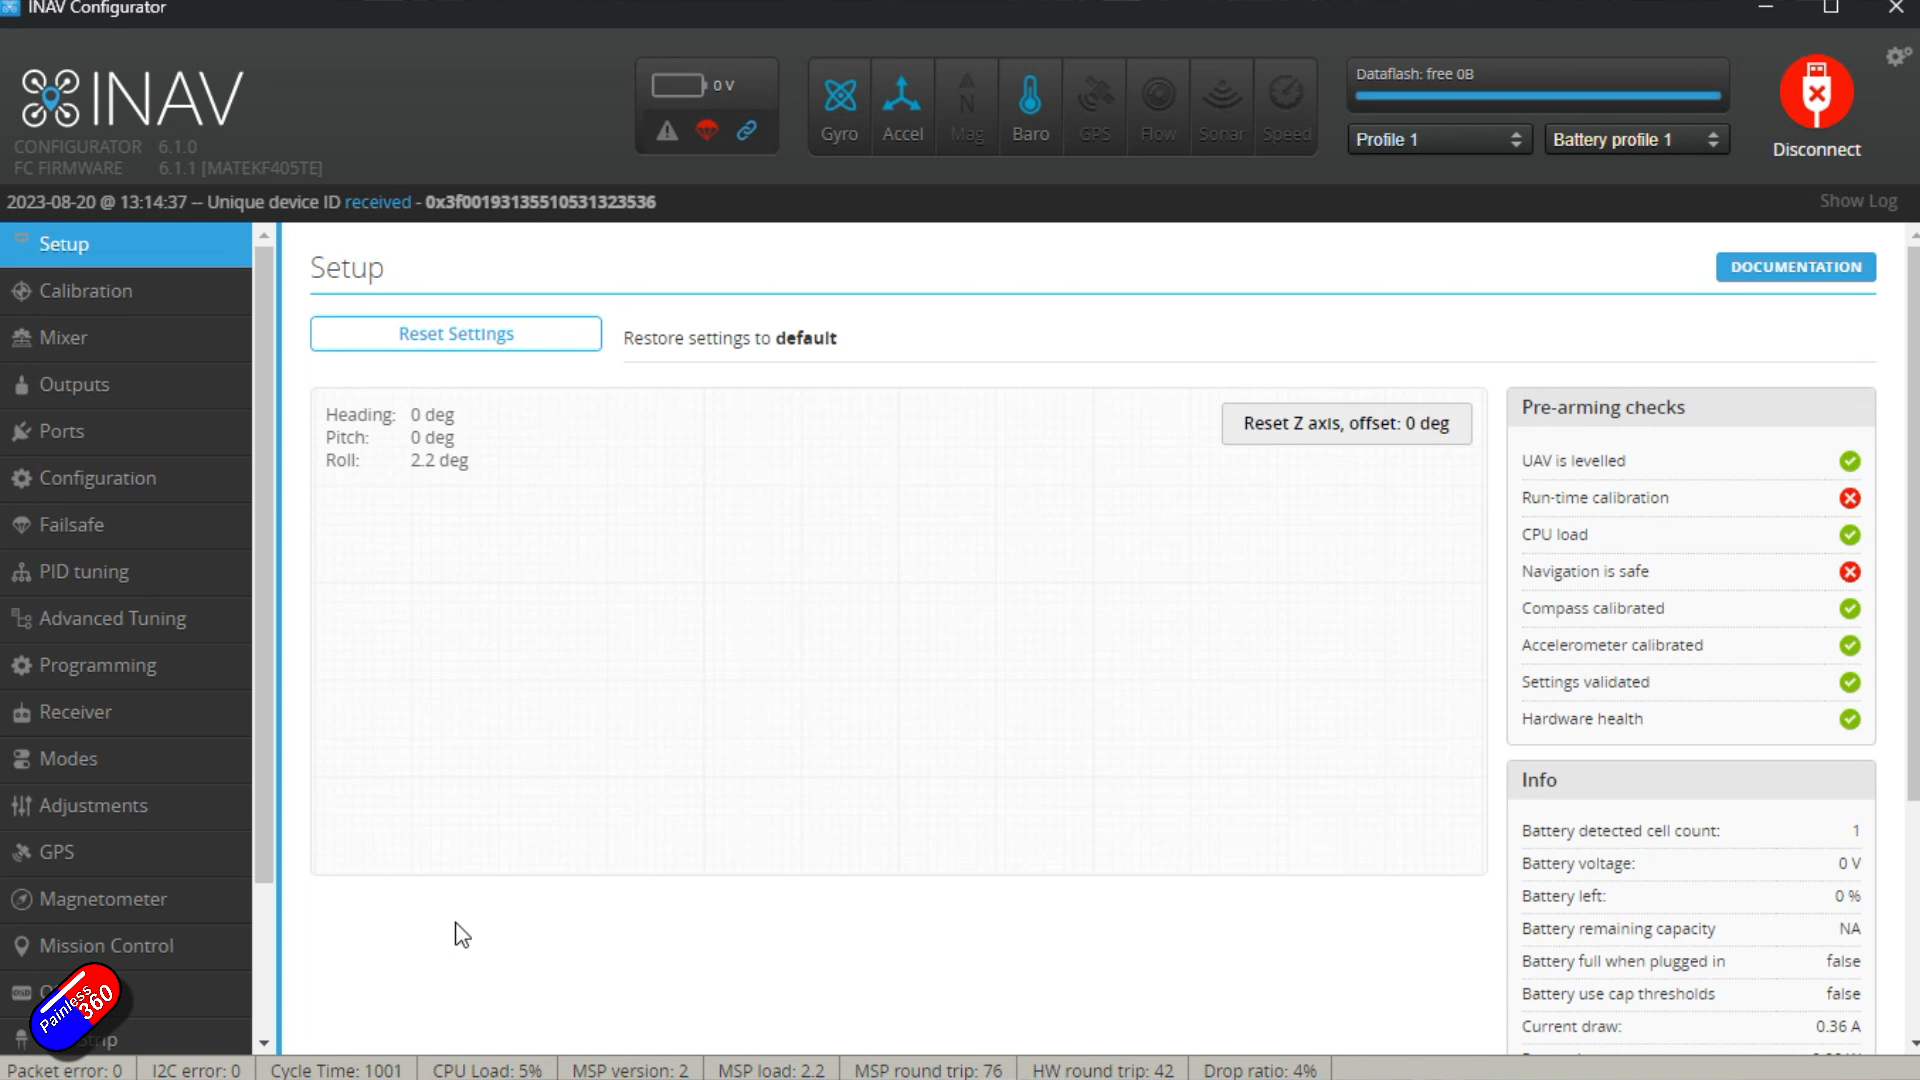 INAV Configurator
INAV
CONFIGURATOR 6.1.0
FC FIRMWARE 6.1.1 [MATEKF405TE]
0 V
Gyro
Accel
Mag
Baro
GPS
Flow
Sonar
Speed
Dataflash: free 0B
Profile 1
Battery profile 1
Disconnect
2023-08-20 @ 13:14:37 -- Unique device ID received - 0x3f00193135510531323536
Show Log
Setup
Calibration
Mixer
Outputs
Ports
Configuration
Failsafe
PID tuning
Advanced Tuning
Programming
Receiver
Modes
Adjustments
GPS
Magnetometer
Mission Control
Painless 360
Setup
DOCUMENTATION
Reset Settings
Restore settings to default
Heading: 0 deg
Pitch: 0 deg
Roll: 2.2 deg
Reset Z axis, offset: 0 deg
Pre-arming checks
UAV is levelled
Run-time calibration
CPU load
Navigation is safe
Compass calibrated
Accelerometer calibrated
Settings validated
Hardware health
Info
Battery detected cell count: 1
Battery voltage: 0 V
Battery left: 0 %
Battery remaining capacity NA
Battery full when plugged in false
Battery use cap thresholds false
Current draw: 0.36 A
Packet error: 0
I2C error: 0
Cycle Time: 1001
CPU Load: 5%
MSP version: 2
MSP load: 2.2
MSP round trip: 76
HW round trip: 42
Drop ratio: 4%